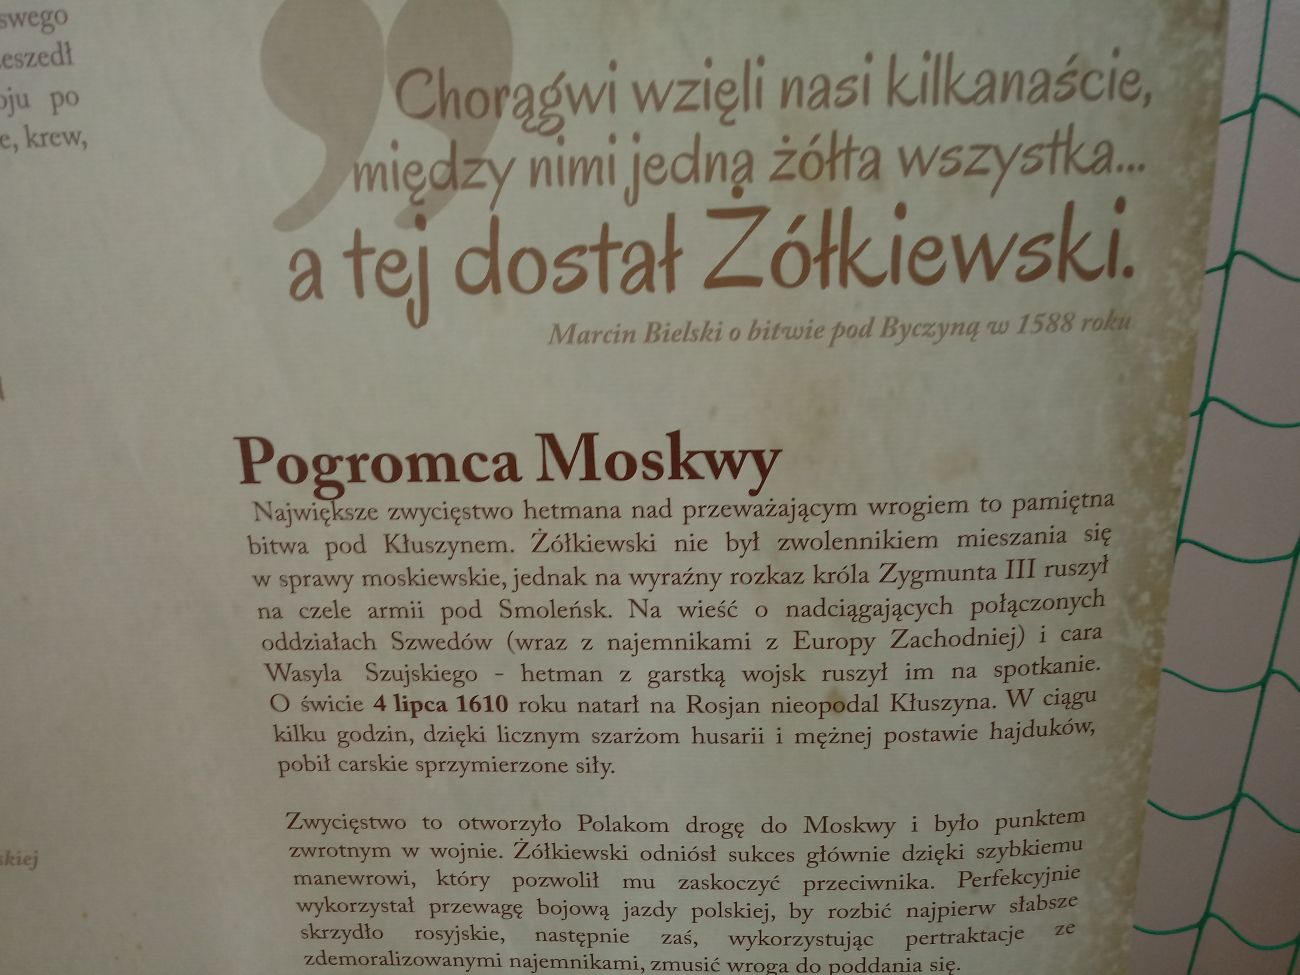 swego
eszedł
oju po
e, krew,
skiej
Chorągwi wzięli nasi kilkanaście,
między nimi jedną żółta wszystka...
a tej dostał Żółkiewski.
Marcin Bielski o bitwie pod Byczyną w 1588 roku
Pogromca Moskwy
Największe zwycięstwo hetmana nad przeważającym wrogiem to pamiętna
bitwa pod Kłuszynem. Żółkiewski nie był zwolennikiem mieszania się
w sprawy moskiewskie, jednak na wyraźny rozkaz króla Zygmunta III ruszył
na czele armii pod Smoleńsk. Na wieść o nadciągających połączonych
oddziałach Szwedów (wraz z najemnikami z Europy Zachodniej) i cara
Wasyla Szujskiego - hetman z garstką wojsk ruszył im na spotkanie.
O świcie 4 lipca 1610 roku natarł na Rosjan nieopodal Kłuszyna. W ciągu
kilku godzin, dzięki licznym szarżom husarii i mężnej postawie hajduków,
pobił carskie sprzymierzone siły.
Zwycięstwo to otworzyło Polakom drogę do Moskwy i było punktem
zwrotnym w wojnie. Żółkiewski odniósł sukces głównie dzięki szybkiemu
manewrowi, który pozwolił mu zaskoczyć przeciwnika. Perfekcyjnie
wykorzystał przewagę bojową jazdy polskiej, by rozbić najpierw słabsze
skrzydło rosyjskie, następnie zaś, wykorzystując pertraktacje ze
zdemoralizowanymi najemnikami, zmusić wroga do poddania się.